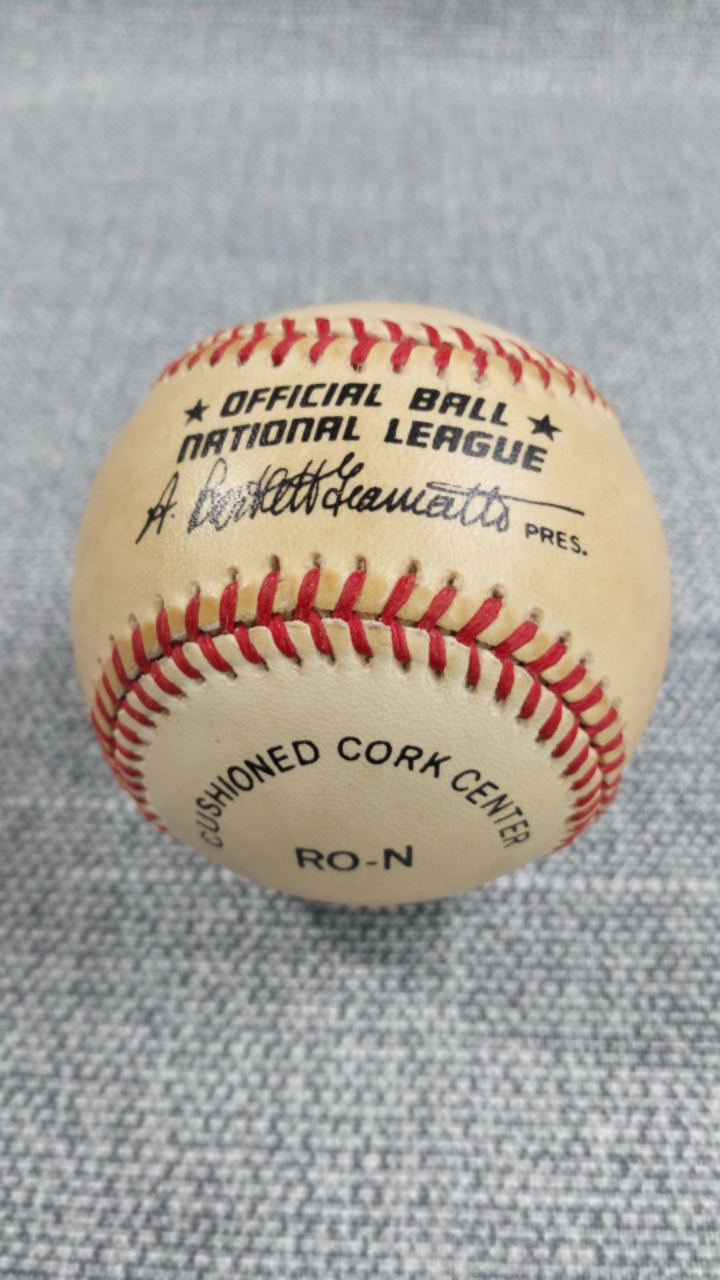 ★ OFFICIAL BALL ★
NATIONAL LEAGUE
A. Bartlett Giamatti PRES.
CUSHIONED CORK CENTER
RO-N